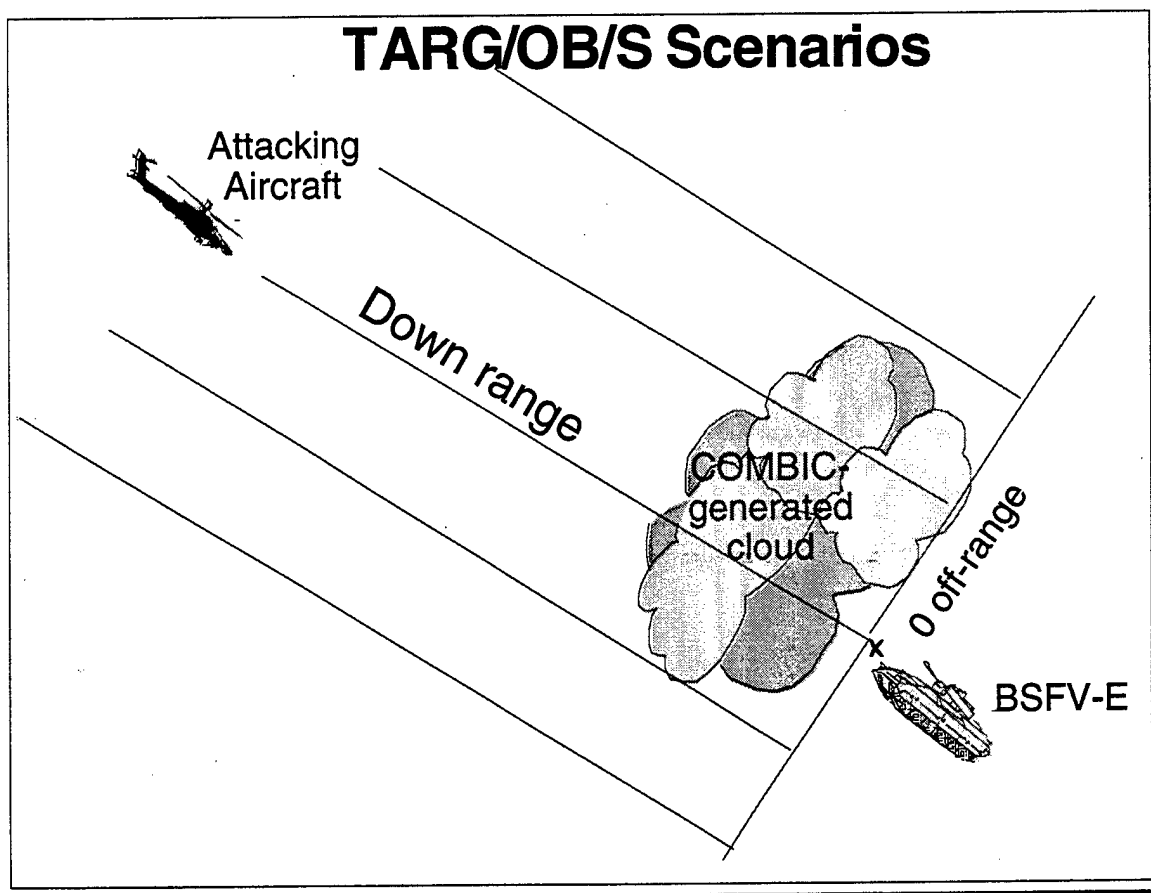 TARG/OB/S Scenarios
Attacking
Aircraft
Down range
COMBIC-
generated
cloud
0 off-range
x
BSFV-E